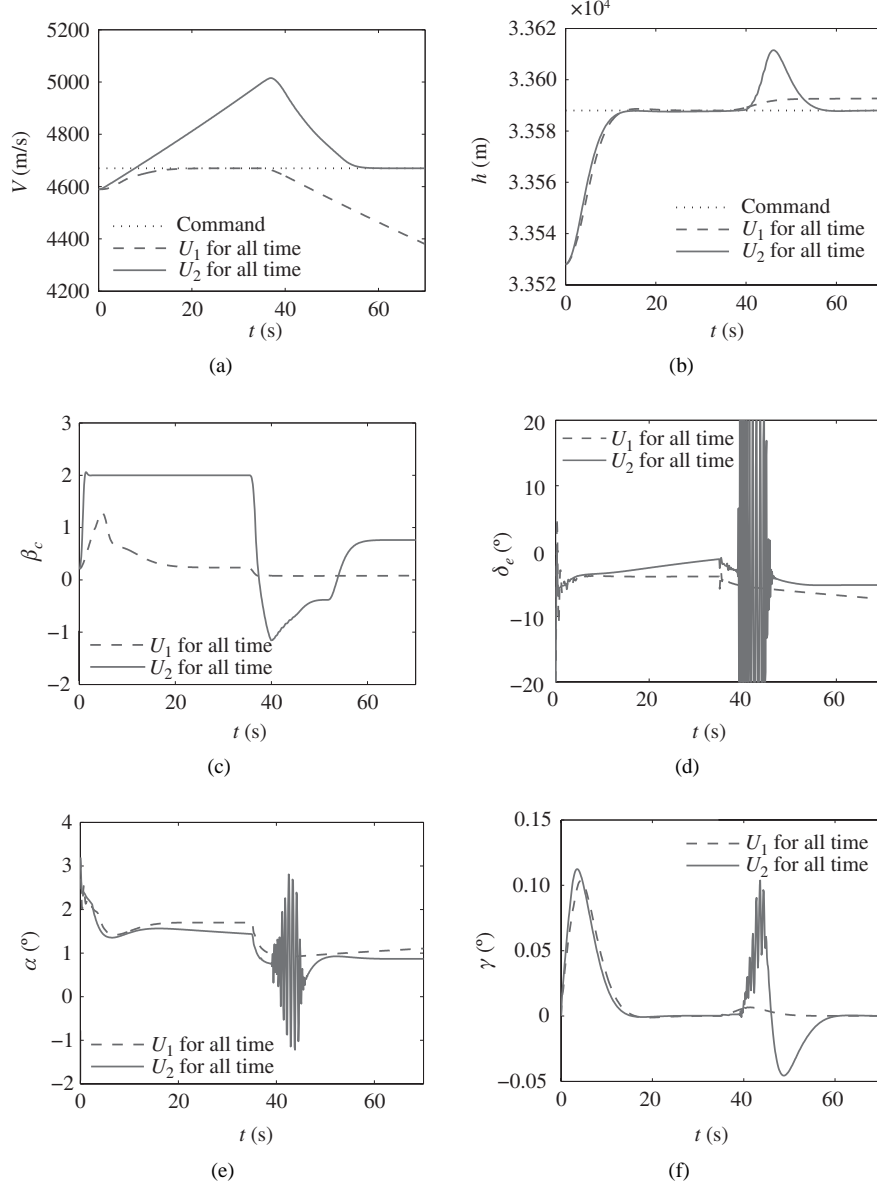 5200
5000
4800
4600
4400
4200
V (m/s)
Command
U1 for all time
U2 for all time
0 20 40 60
t (s)
(a)
×10⁴
3.362
3.360
3.358
3.356
3.354
3.352
h (m)
Command
U1 for all time
U2 for all time
0 20 40 60
t (s)
(b)
3
2
1
0
−1
−2
βc
U1 for all time
U2 for all time
0 20 40 60
t (s)
(c)
20
10
0
−10
−20
δe (º)
U1 for all time
U2 for all time
0 20 40 60
t (s)
(d)
4
3
2
1
0
−1
−2
α (º)
U1 for all time
U2 for all time
0 20 40 60
t (s)
(e)
0.15
0.10
0.05
0
−0.05
γ (º)
U1 for all time
U2 for all time
0 20 40 60
t (s)
(f)